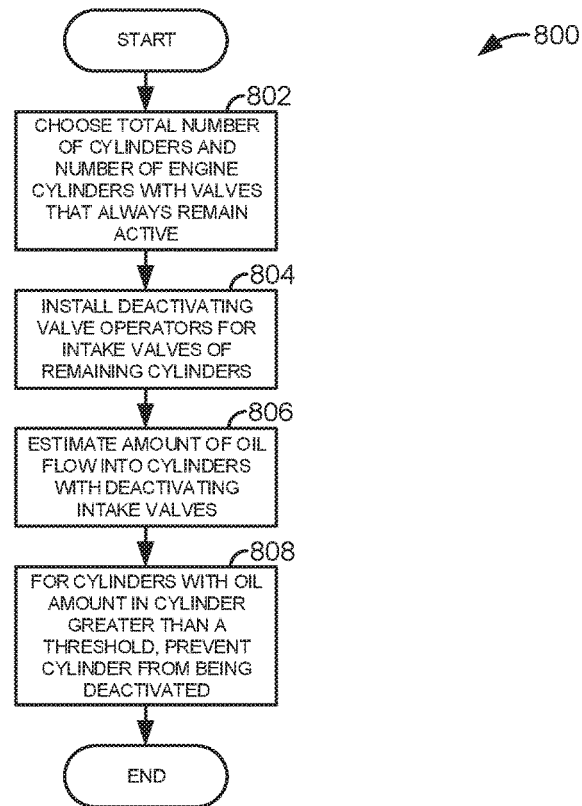 START
800
802
CHOOSE TOTAL NUMBER
OF CYLINDERS AND
NUMBER OF ENGINE
CYLINDERS WITH VALVES
THAT ALWAYS REMAIN
ACTIVE
804
INSTALL DEACTIVATING
VALVE OPERATORS FOR
INTAKE VALVES OF
REMAINING CYLINDERS
806
ESTIMATE AMOUNT OF OIL
FLOW INTO CYLINDERS
WITH DEACTIVATING
INTAKE VALVES
808
FOR CYLINDERS WITH OIL
AMOUNT IN CYLINDER
GREATER THAN A
THRESHOLD, PREVENT
CYLINDER FROM BEING
DEACTIVATED
END